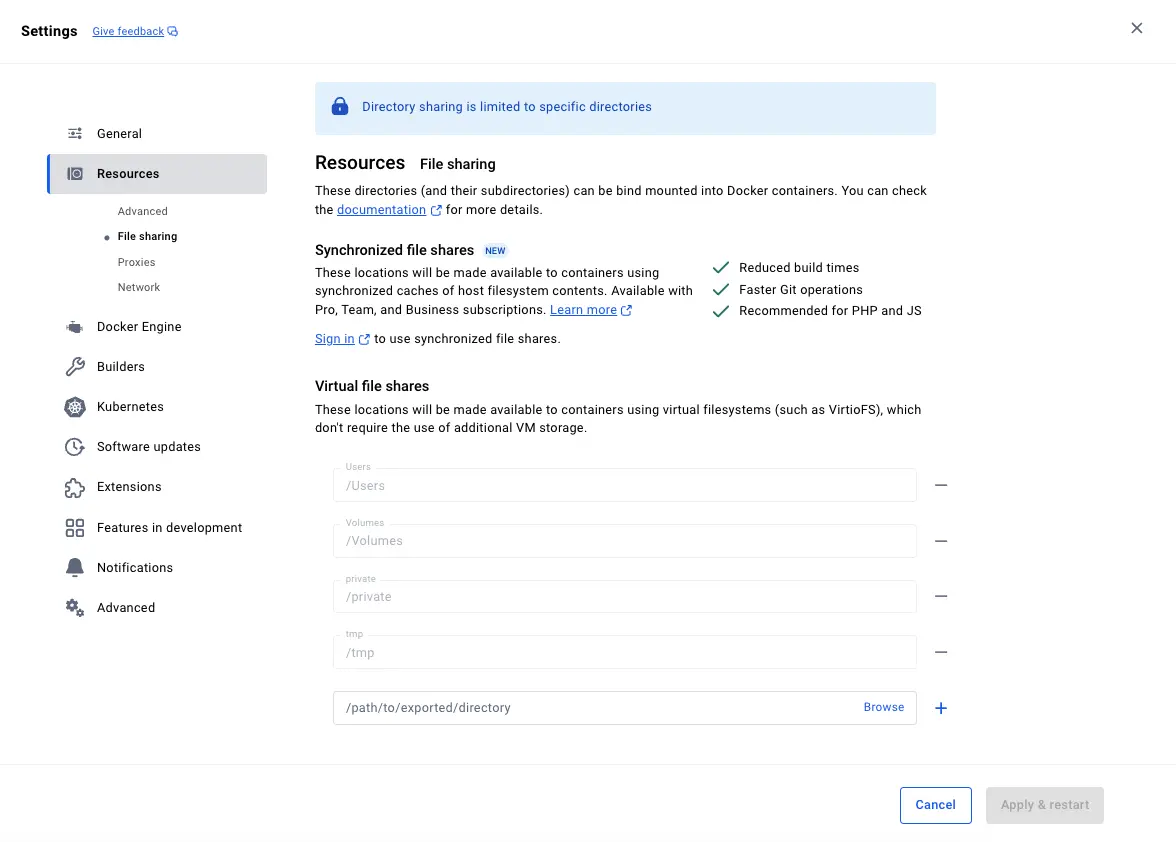 Settings Give feedback
Directory sharing is limited to specific directories
General
Resources
Advanced
File sharing
Proxies
Network
Docker Engine
Builders
Kubernetes
Software updates
Extensions
Features in development
Notifications
Advanced
Resources File sharing
These directories (and their subdirectories) can be bind mounted into Docker containers. You can check
the documentation for more details.
Synchronized file shares NEW
These locations will be made available to containers using
synchronized caches of host filesystem contents. Available with
Pro, Team, and Business subscriptions. Learn more
Sign in to use synchronized file shares.
Reduced build times
Faster Git operations
Recommended for PHP and JS
Virtual file shares
These locations will be made available to containers using virtual filesystems (such as VirtioFS), which
don't require the use of additional VM storage.
Users
/Users
Volumes
/Volumes
private
/private
tmp
/tmp
/path/to/exported/directory Browse
Cancel Apply & restart